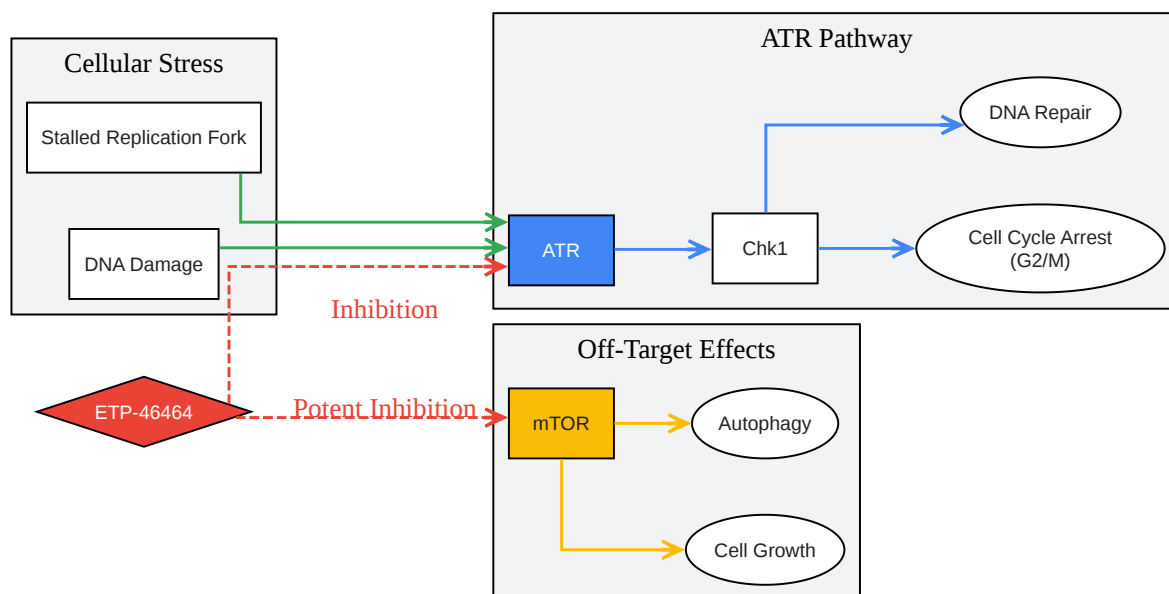 Cellular Stress
Stalled Replication Fork
DNA Damage
ATR Pathway
DNA Repair
ATR
Chk1
Cell Cycle Arrest
(G2/M)
Inhibition
Off-Target Effects
ETP-46464
Potent Inhibition
mTOR
Autophagy
Cell Growth